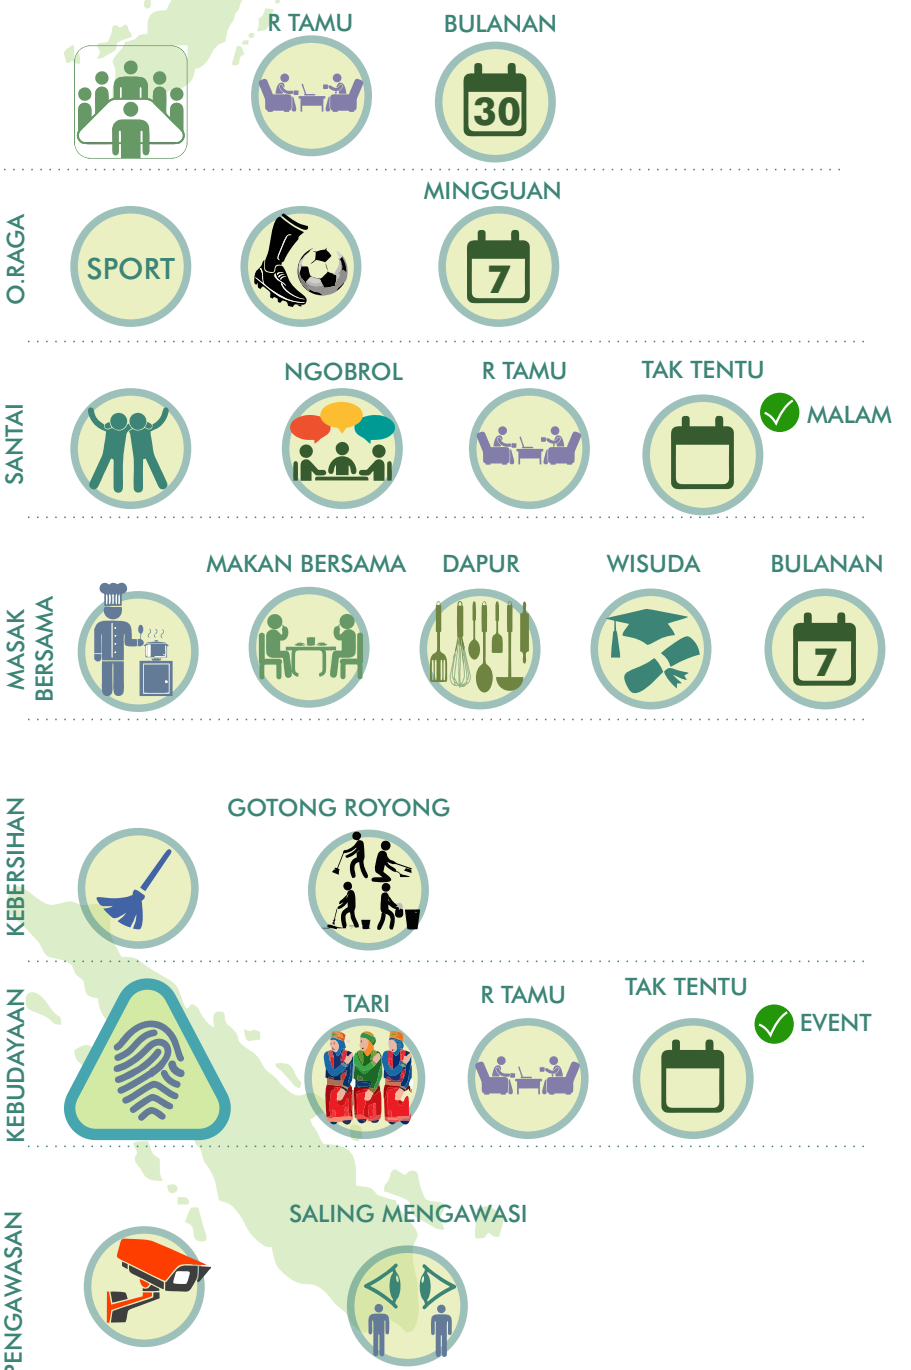 R TAMU
BULANAN
30
O.RAGA
SPORT
MINGGUAN
7
SANTAI
NGOBROL
R TAMU
TAK TENTU
MALAM
MASAK
BERSAMA
MAKAN BERSAMA
DAPUR
WISUDA
BULANAN
7
KEBERSIHAN
GOTONG ROYONG
KEBUDAYAAN
TARI
R TAMU
TAK TENTU
EVENT
PENGAWASAN
SALING MENGAWASI